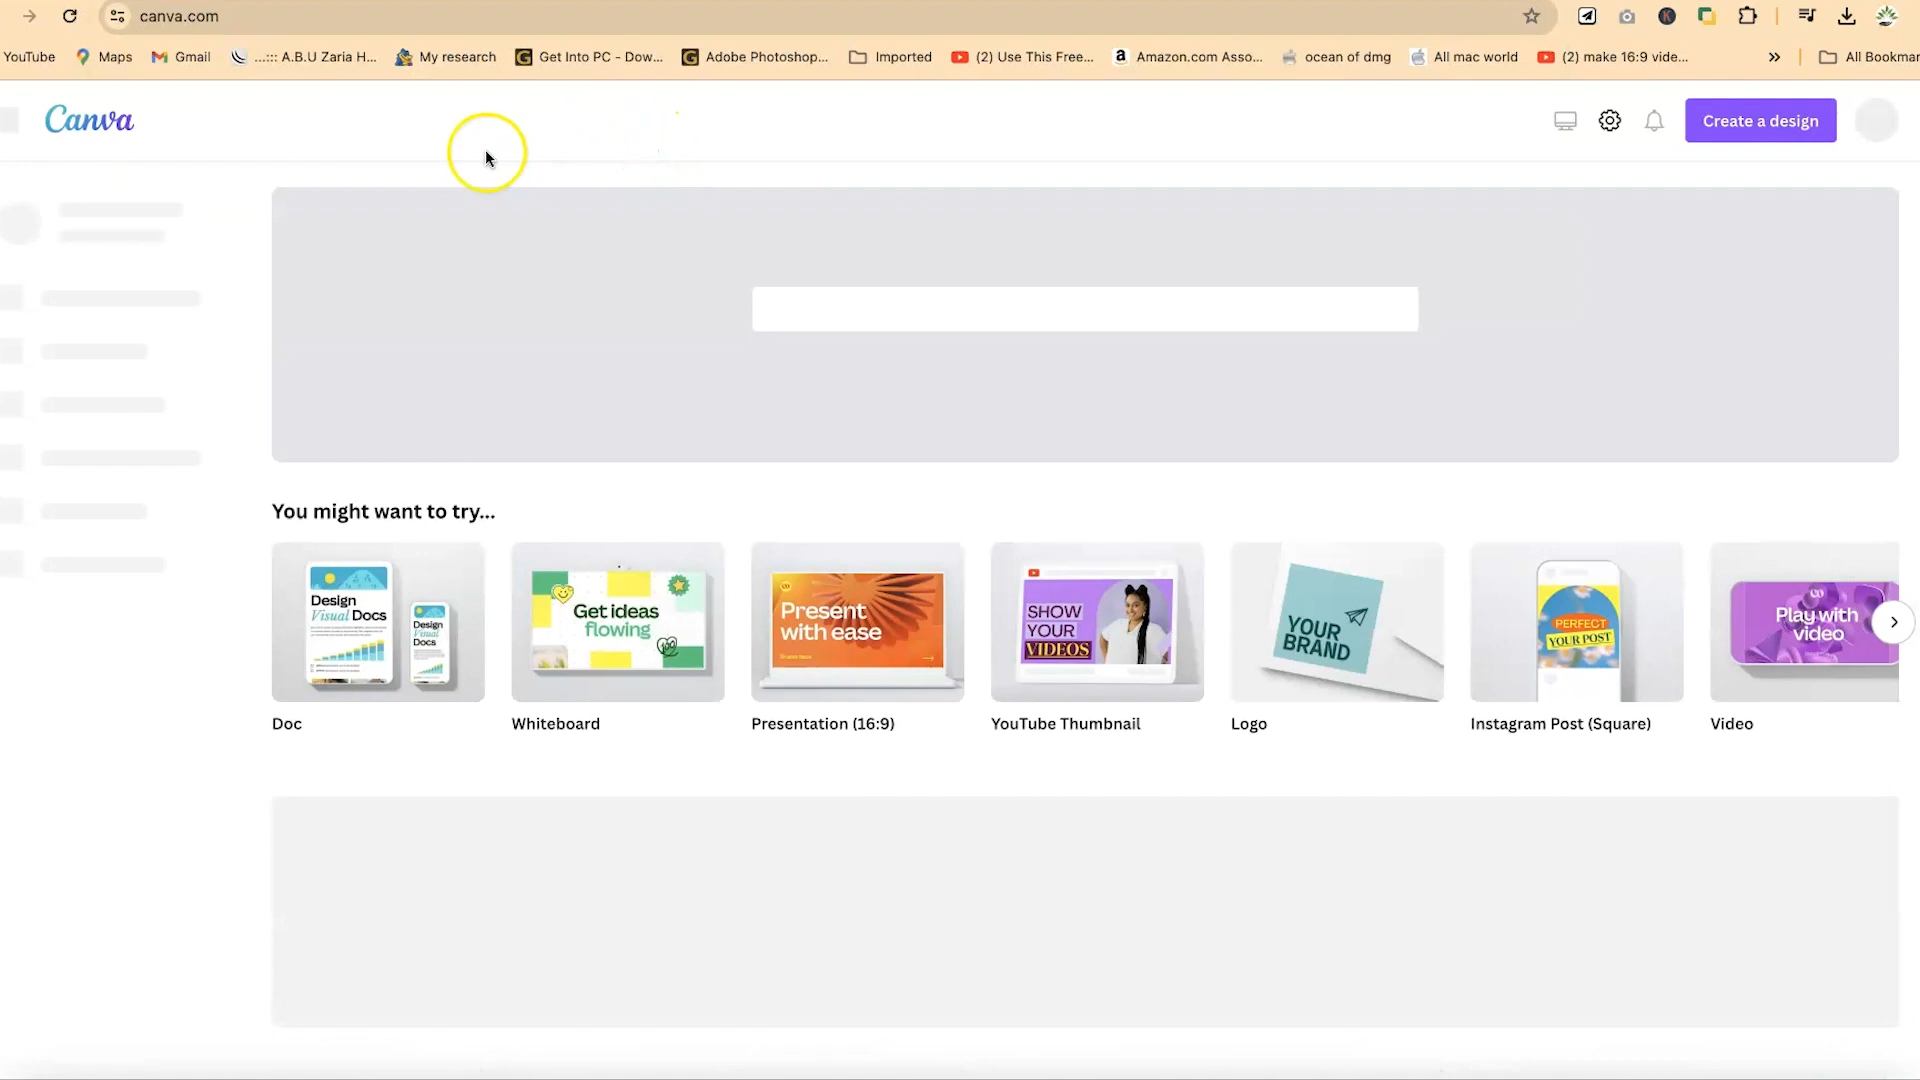 canva.com
YouTube Maps Gmail ...::: A.B.U Zaria H... My research Get Into PC - Dow... Adobe Photoshop... Imported (2) Use This Free... Amazon.com Asso... ocean of dmg All mac world (2) make 16:9 vide... » All Bookmar
Canva
Create a design
You might want to try...
Design
Visual Docs
Design
Visual
Docs
Get ideas
flowing
100
Present
with ease
SHOW
YOUR
VIDEOS
YOUR
BRAND
PERFECT
YOUR POST
Play with
video
Doc
Whiteboard
Presentation (16:9)
YouTube Thumbnail
Logo
Instagram Post (Square)
Video